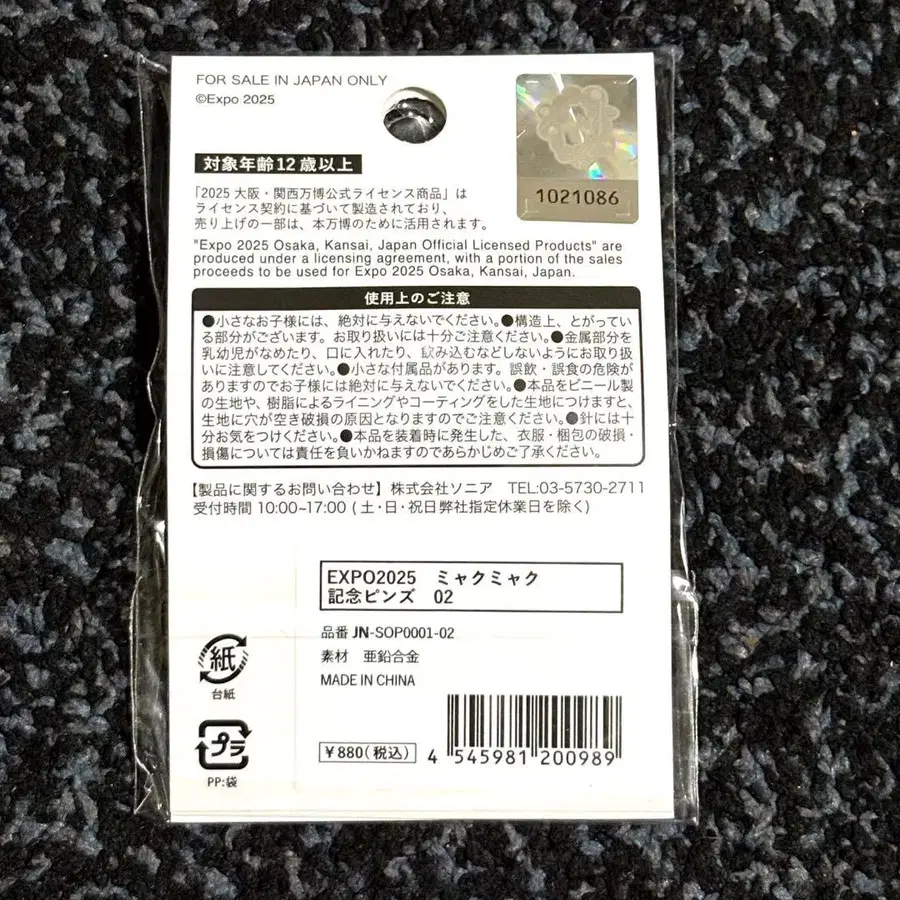 FOR SALE IN JAPAN ONLY
©Expo 2025
1021086
対象年齢12歳以上
「2025 大阪・関西万博公式ライセンス商品」は
ライセンス契約に基づいて製造されており、
売り上げの一部は、本万博のために活用されます。
"Expo 2025 Osaka, Kansai, Japan Official Licensed Products" are
produced under a licensing agreement, with a portion of the sales
proceeds to be used for Expo 2025 Osaka, Kansai, Japan.
使用上のご注意
●小さなお子様には、絶対に与えないでください。●構造上、とがってい
る部分がございます。お取り扱いには十分ご注意ください。●金属部分を
乳幼児がなめたり、口に入れたり、飲み込むなどしないようにお取り扱
いに注意してください。●小さな付属品があります。誤飲・誤食の危険が
ありますのでお子様には絶対に与えないでください。●本品をビニール製
の生地や、樹脂によるライニングやコーティングをした生地につけますと、
生地に穴が空き破損の原因となりますのでご注意ください。●針には十
分お気をつけください。●本品を装着時に発生した、衣服・梱包の破損・
損傷については責任を負いかねますのであらかじめご了承ください。
【製品に関するお問い合わせ】 株式会社ソニア TEL:03-5730-2711
受付時間 10:00~17:00 ( 土・日・祝日弊社指定休業日を除く)
EXPO2025 ミャクミャク
記念ピンズ 02
品番 JN-SOP0001-02
素材 亜鉛合金
MADE IN CHINA
紙
台紙
プラ
PP:袋
￥880(税込)
4 545981 200989